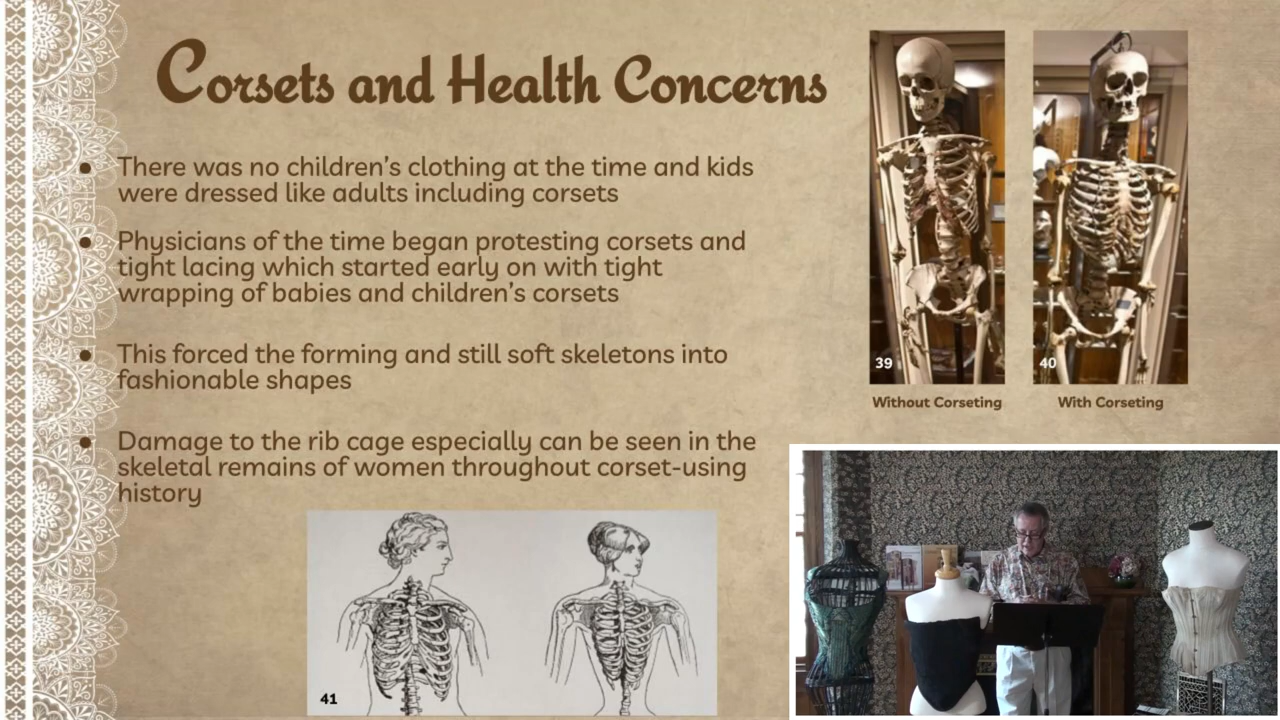 Corsets and Health Concerns
• There was no children's clothing at the time and kids
were dressed like adults including corsets
• Physicians of the time began protesting corsets and
tight lacing which started early on with tight
wrapping of babies and children's corsets
• This forced the forming and still soft skeletons into
fashionable shapes
• Damage to the rib cage especially can be seen in the
skeletal remains of women throughout corset-using
history
39
40
Without Corseting
With Corseting
41